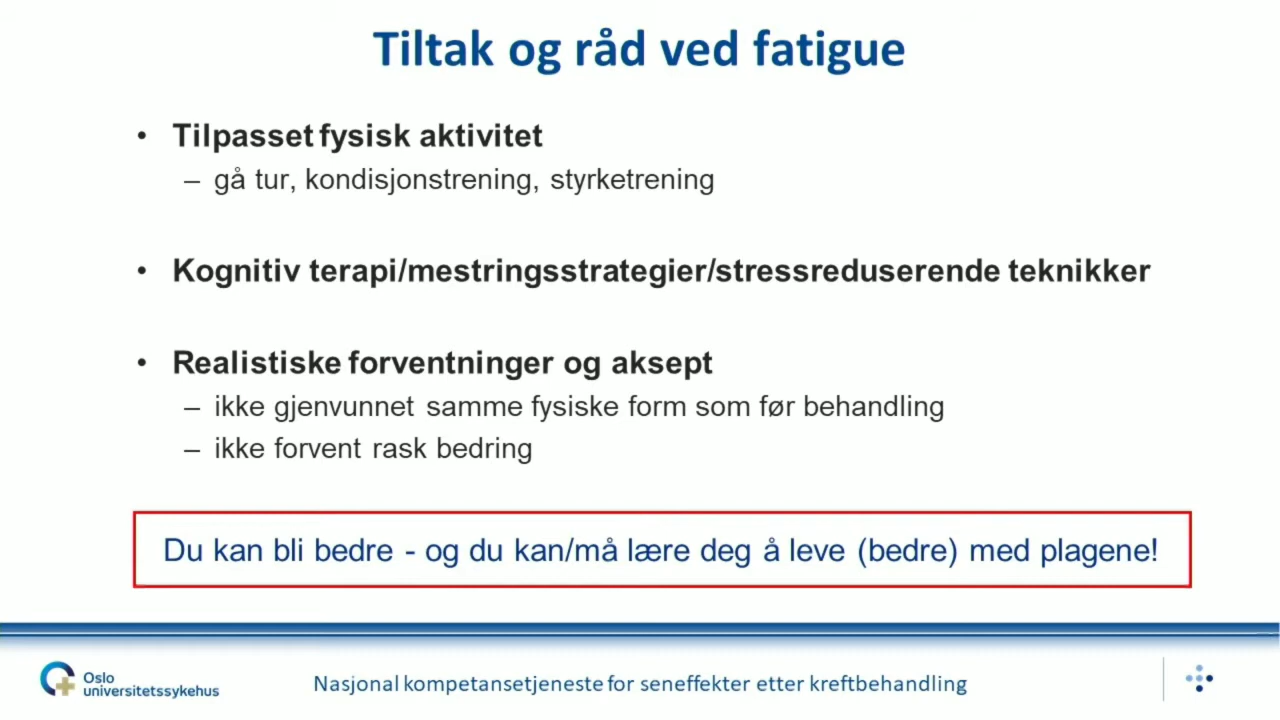 Tiltak og råd ved fatigue
• Tilpasset fysisk aktivitet
– gå tur, kondisjonstrening, styrketrening
• Kognitiv terapi/mestringsstrategier/stressreduserende teknikker
• Realistiske forventninger og aksept
– ikke gjenvunnet samme fysiske form som før behandling
– ikke forvent rask bedring
Du kan bli bedre - og du kan/må lære deg å leve (bedre) med plagene!
Oslo
universitetssykehus
Nasjonal kompetansetjeneste for seneffekter etter kreftbehandling